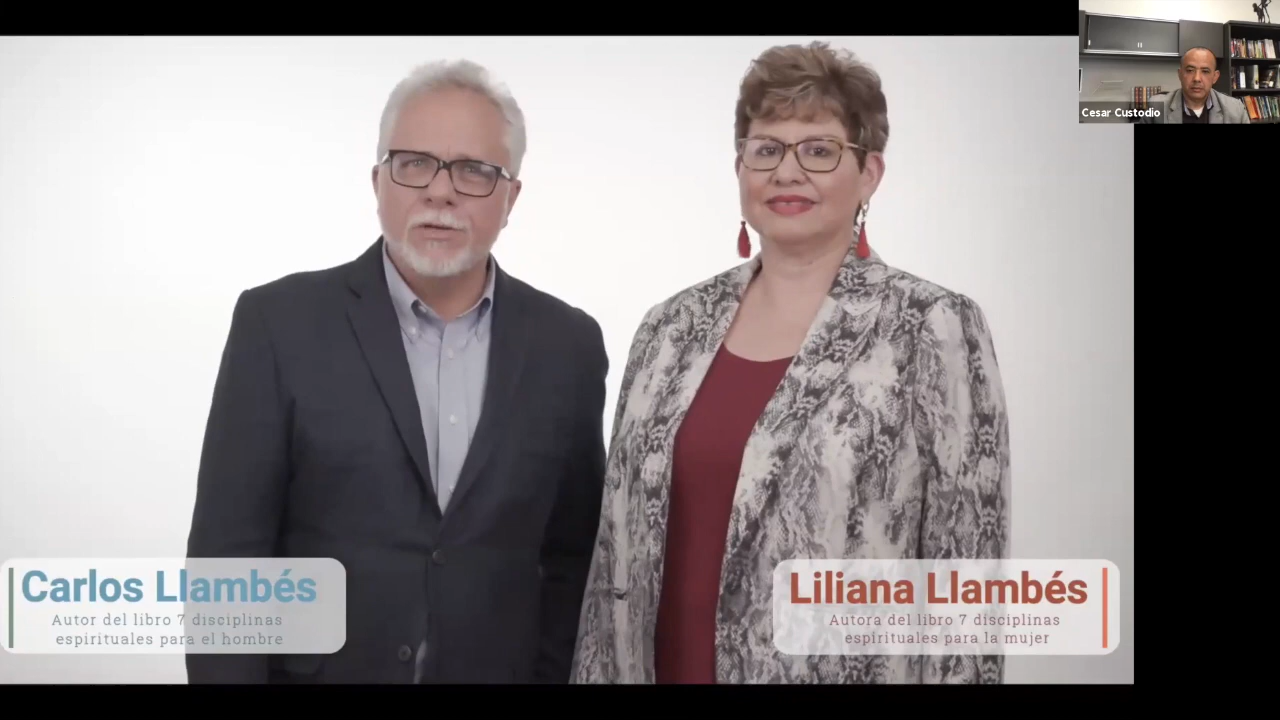 Cesar Custodio
Carlos Llambés
Autor del libro 7 disciplinas
espirituales para el hombre
Liliana Llambés
Autora del libro 7 disciplinas
espirituales para la mujer